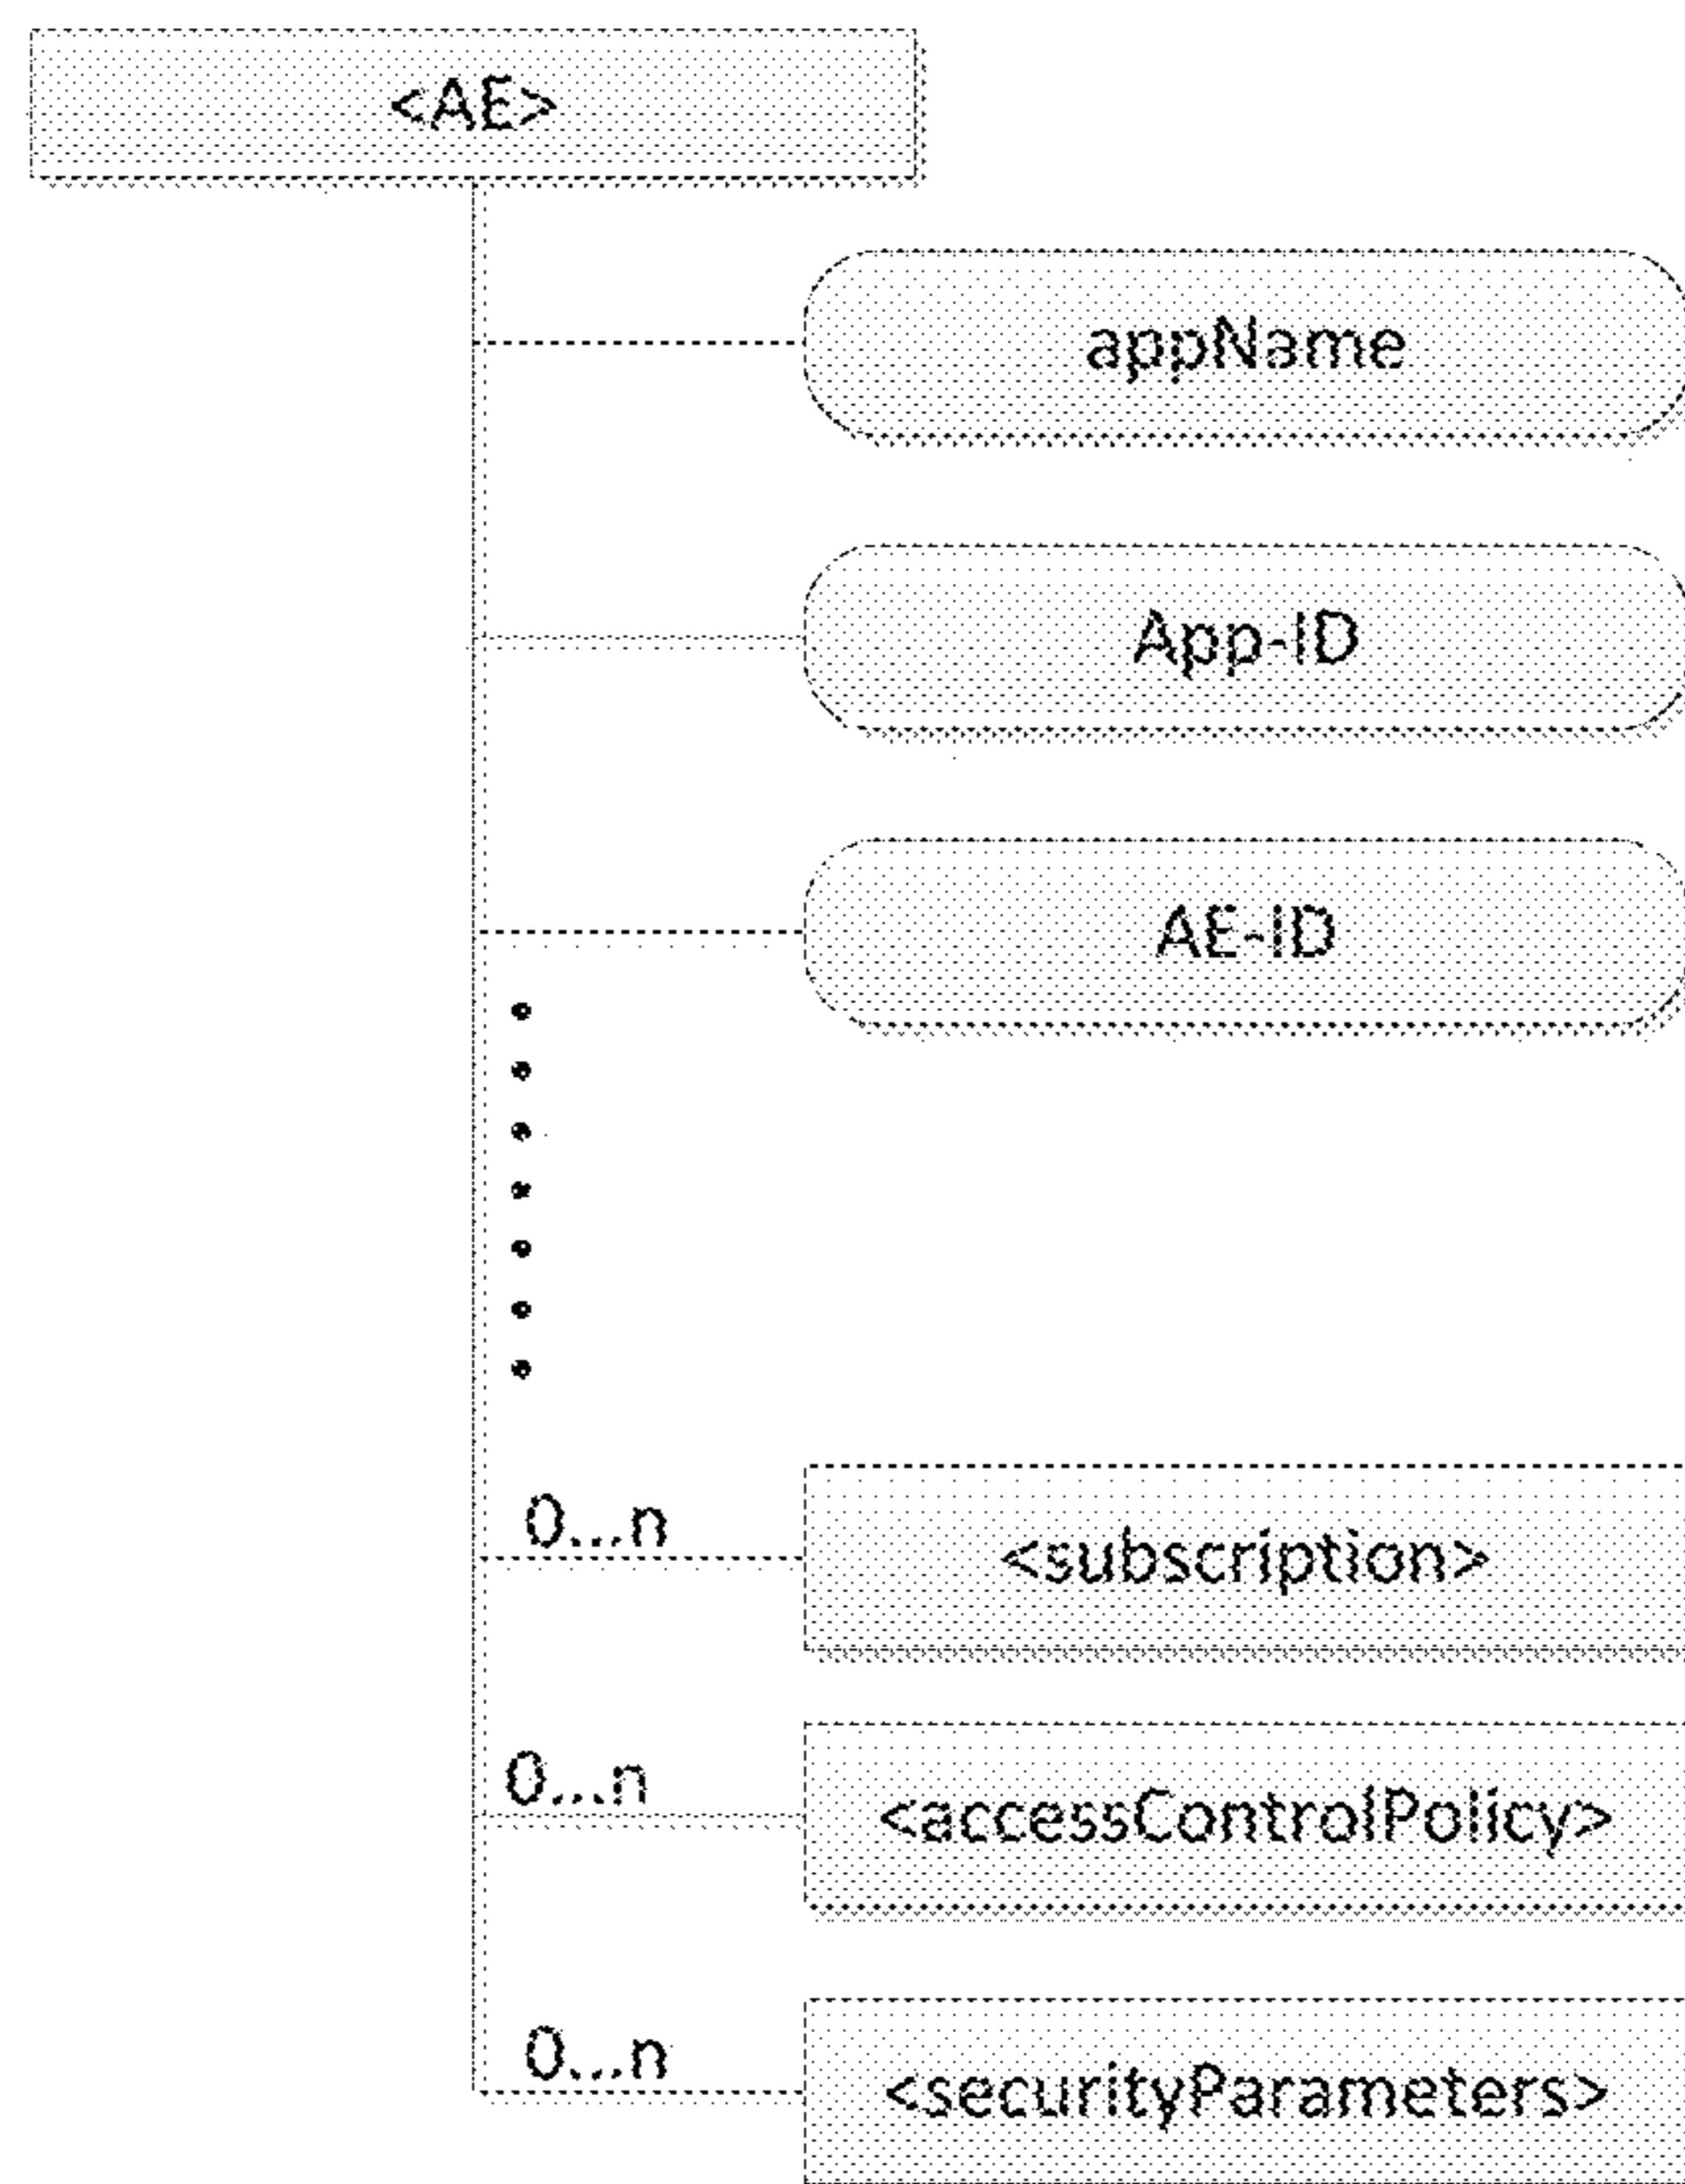 <AE>
appName
App-ID
AE-ID
0...n
<subscription>
0...n
<accessControlPolicy>
0...n
<securityParameters>